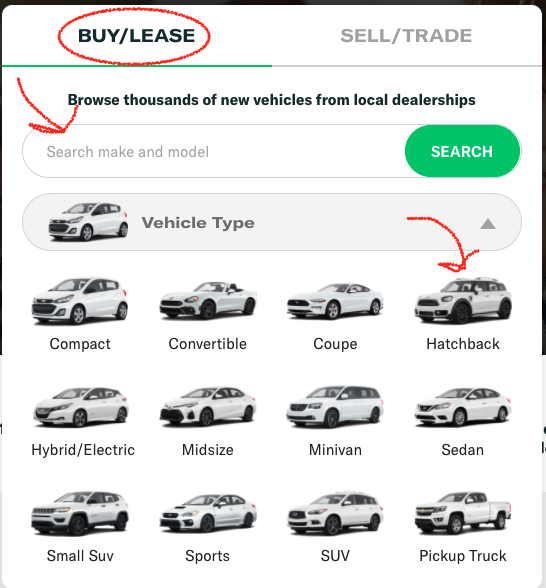 BUY/LEASE SELL/TRADE
Browse thousands of new vehicles from local dealerships
Search make and model SEARCH
Vehicle Type
Compact Convertible Coupe Hatchback
Hybrid/Electric Midsize Minivan Sedan
Small Suv Sports SUV Pickup Truck